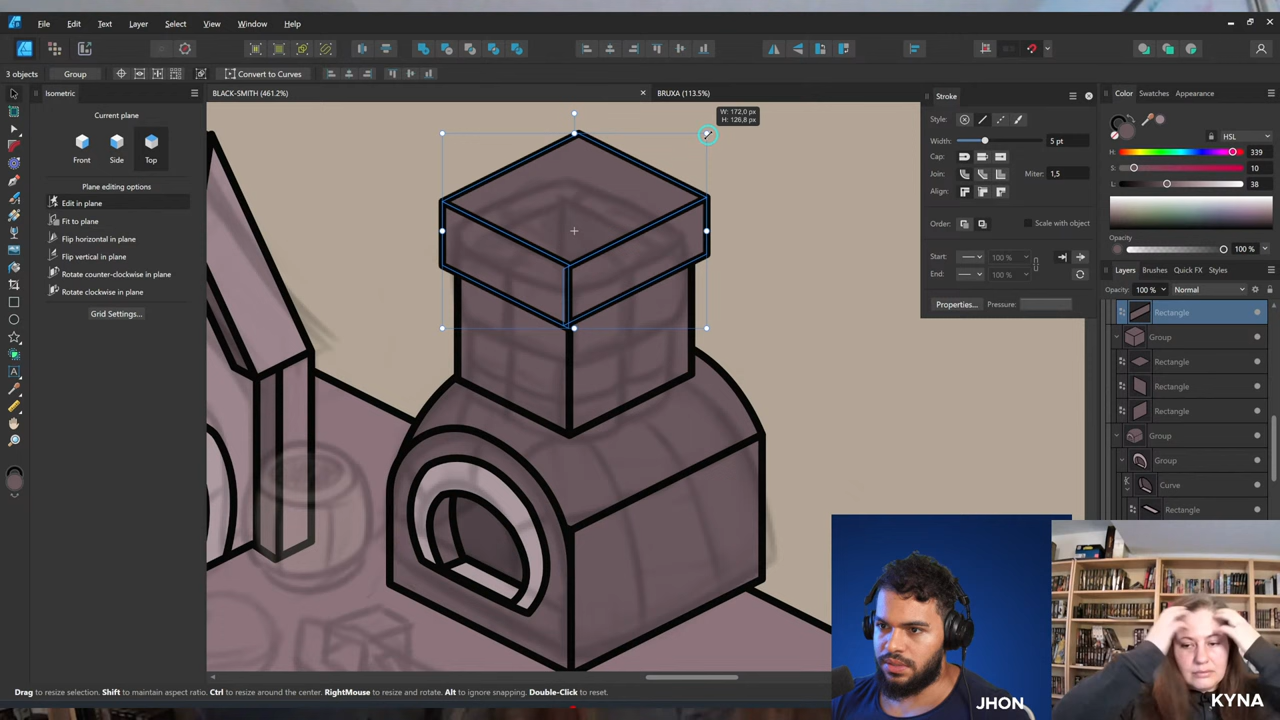 File Edit Text Layer Select View Window Help
3 objects Group Convert to Curves
Isometric
BLACK-SMITH (461.2%)
BRUXA (113.5%)
Current plane
Front Side Top
Plane editing options
Edit in plane
Fit to plane
Flip horizontal in plane
Flip vertical in plane
Rotate counter-clockwise in plane
Rotate clockwise in plane
Grid Settings...
W: 172,0 px
H: 126,8 px
Stroke
Style:
Width: 5 pt
Cap:
Join: Miter: 1,5
Align:
Order: Scale with object
Start: 100 %
End: 100 %
Properties... Pressure:
Color Swatches Appearance
HSL
H: 339
S: 10
L: 38
Opacity
100 %
Layers Brushes Quick FX Styles
Opacity: 100 % Normal
Rectangle
Group
Rectangle
Rectangle
Rectangle
Group
Group
Curve
Rectangle
Drag to resize selection. Shift to maintain aspect ratio. Ctrl to resize around the center. RightMouse to resize and rotate. Alt to ignore snapping. Double-Click to reset.
JHON
KYNA